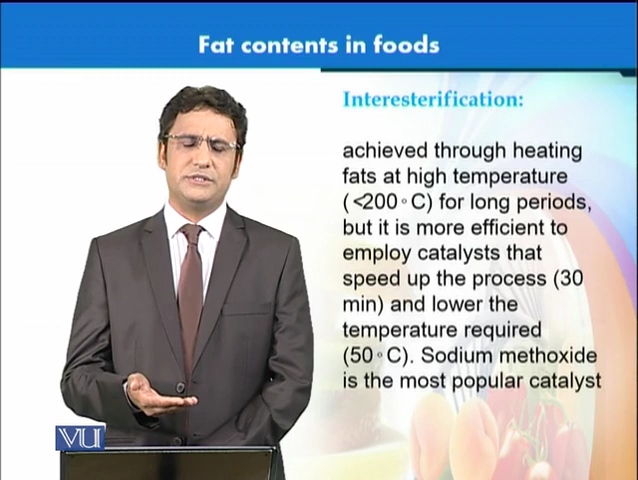 Fat contents in foods
Interesterification:
achieved through heating
fats at high temperature
(<200◦C) for long periods,
but it is more efficient to
employ catalysts that
speed up the process (30
min) and lower the
temperature required
(50◦C). Sodium methoxide
is the most popular catalyst
VU